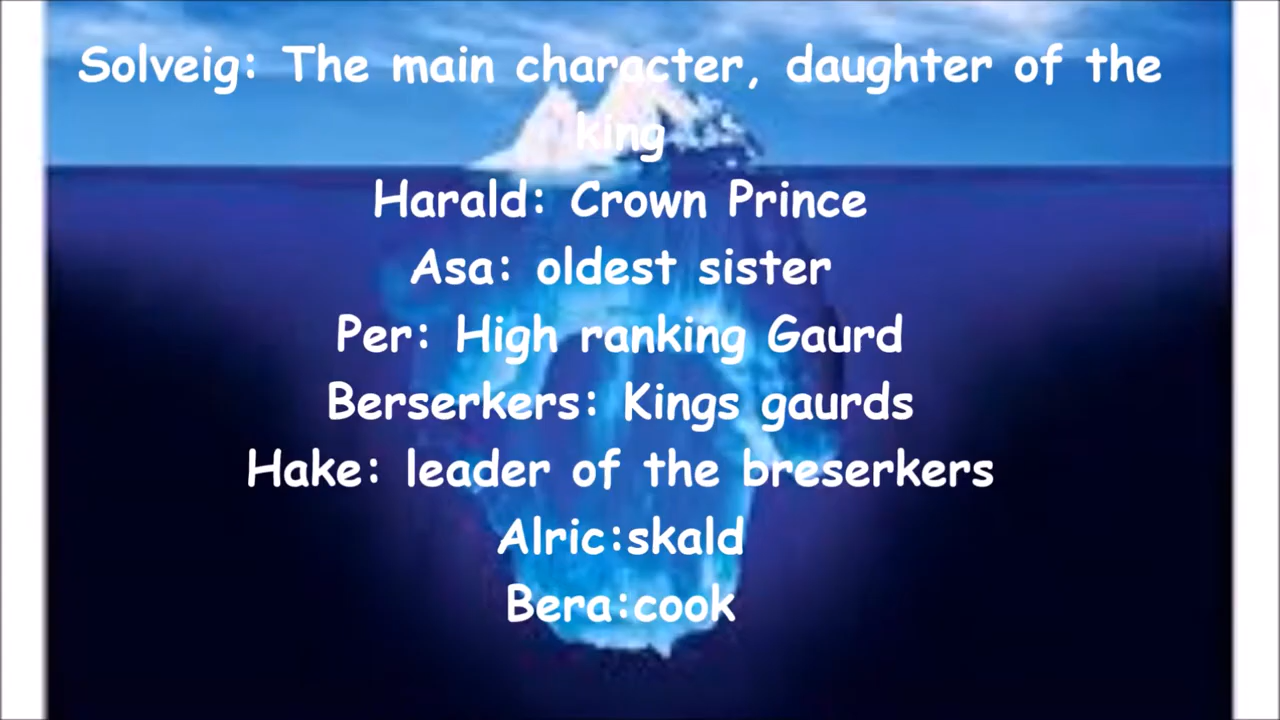 Solveig: The main character, daughter of the
king
Harald: Crown Prince
Asa: oldest sister
Per: High ranking Gaurd
Berserkers: Kings gaurds
Hake: leader of the breserkers
Alric:skald
Bera:cook